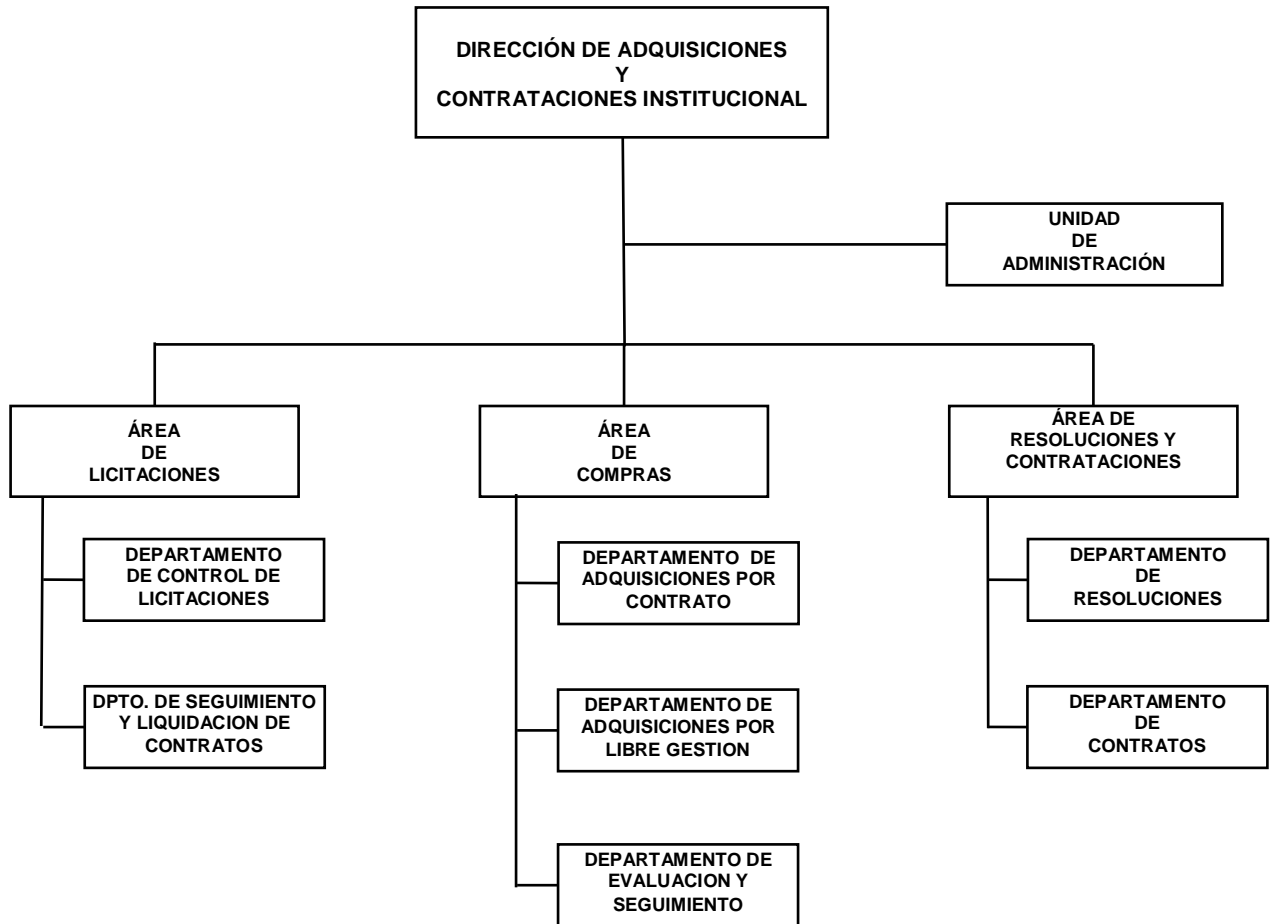 DIRECCIÓN DE ADQUISICIONES
Y
CONTRATACIONES INSTITUCIONAL
UNIDAD
DE
ADMINISTRACIÓN
ÁREA
DE
LICITACIONES
ÁREA
DE
COMPRAS
ÁREA DE
RESOLUCIONES Y
CONTRATACIONES
DEPARTAMENTO
DE CONTROL DE
LICITACIONES
DEPARTAMENTO DE
ADQUISICIONES POR
CONTRATO
DEPARTAMENTO
DE
RESOLUCIONES
DPTO. DE SEGUIMIENTO
Y LIQUIDACION DE
CONTRATOS
DEPARTAMENTO DE
ADQUISICIONES POR
LIBRE GESTION
DEPARTAMENTO
DE
CONTRATOS
DEPARTAMENTO DE
EVALUACION Y
SEGUIMIENTO